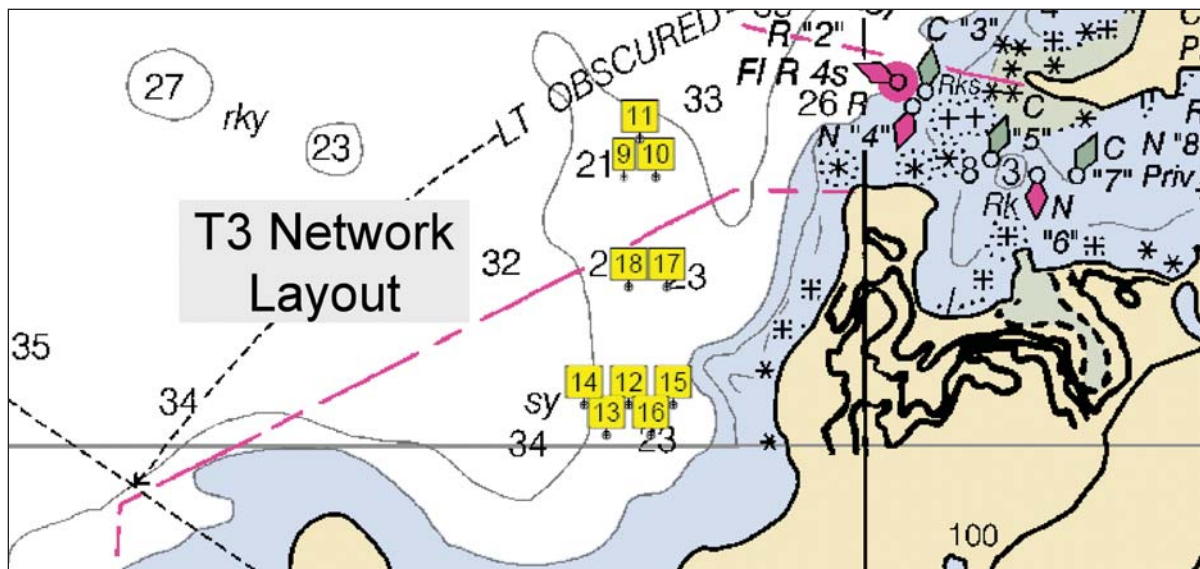 R "2"
C "3"
Fl R 4s
LT OBSCURED
27
rky
23
33
26 R
Rks
11
9 10
21
N "4"
C
"5"
8 3
C
"7"
N "8
Priv
Rk
N
"6"
T3 Network
Layout
32
2 18 17 23
35
34
14 12 15
sy
13 16
34
23
100